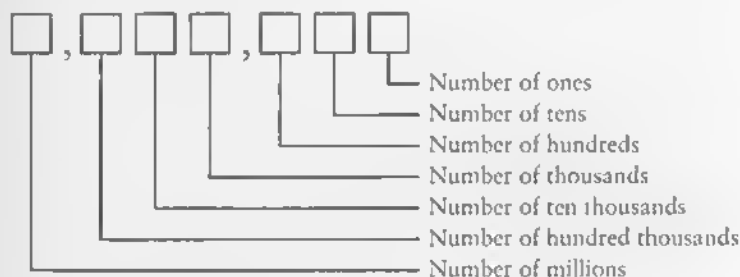 , ,
Number of ones
Number of tens
Number of hundreds
Number of thousands
Number of ten thousands
Number of hundred thousands
Number of millions